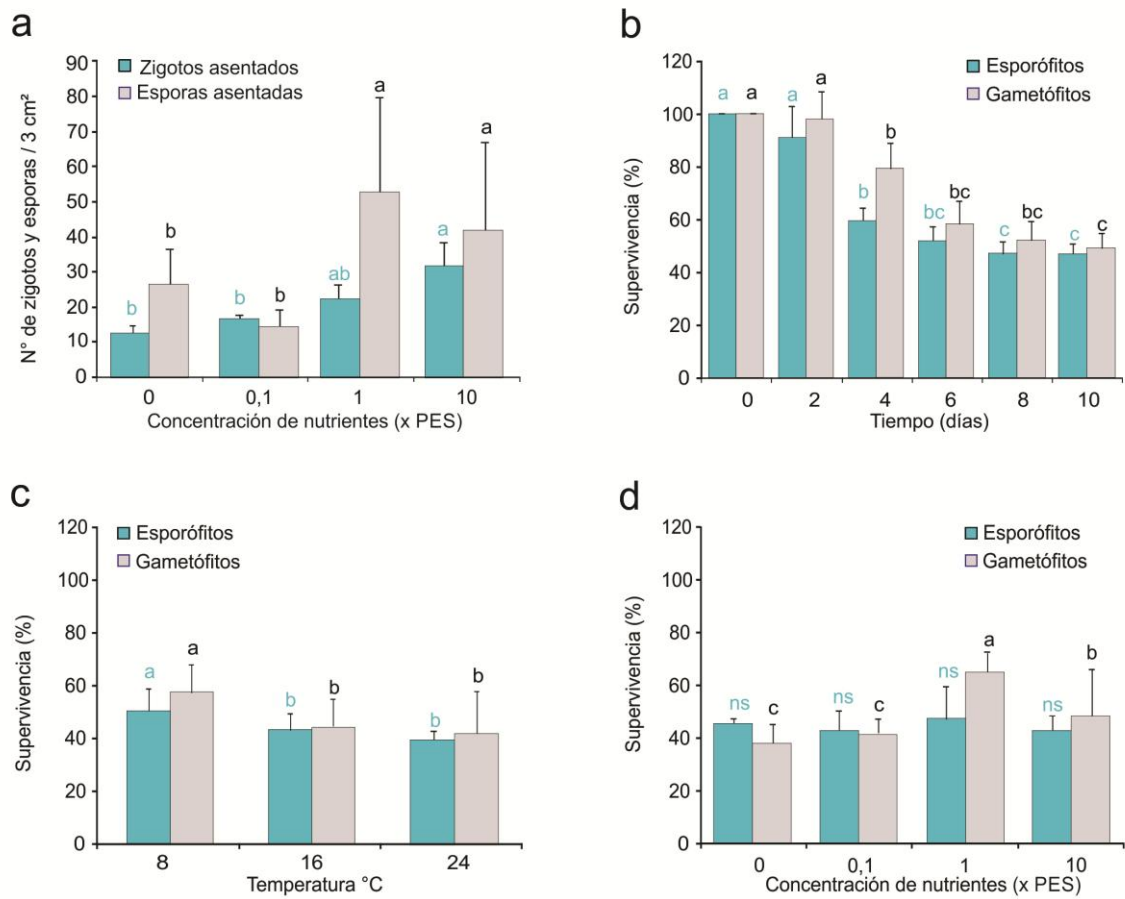 a
Zigotos asentados
Esporas asentadas
N° de zigotos y esporas / 3 cm²
90
80
70
60
50
40
30
20
10
0
b b b b ab a a a
0 0,1 1 10
Concentración de nutrientes (x PES)
b
Esporófitos
Gametófitos
Supervivencia (%)
120
100
80
60
40
20
0
a a a a b b bc bc c bc c c
0 2 4 6 8 10
Tiempo (días)
c
Esporófitos
Gametófitos
Supervivencia (%)
120
100
80
60
40
20
0
a a b b b b
8 16 24
Temperatura °C
d
Esporófitos
Gametófitos
Supervivencia (%)
120
100
80
60
40
20
0
ns c ns c ns a ns b
0 0,1 1 10
Concentración de nutrientes (x PES)